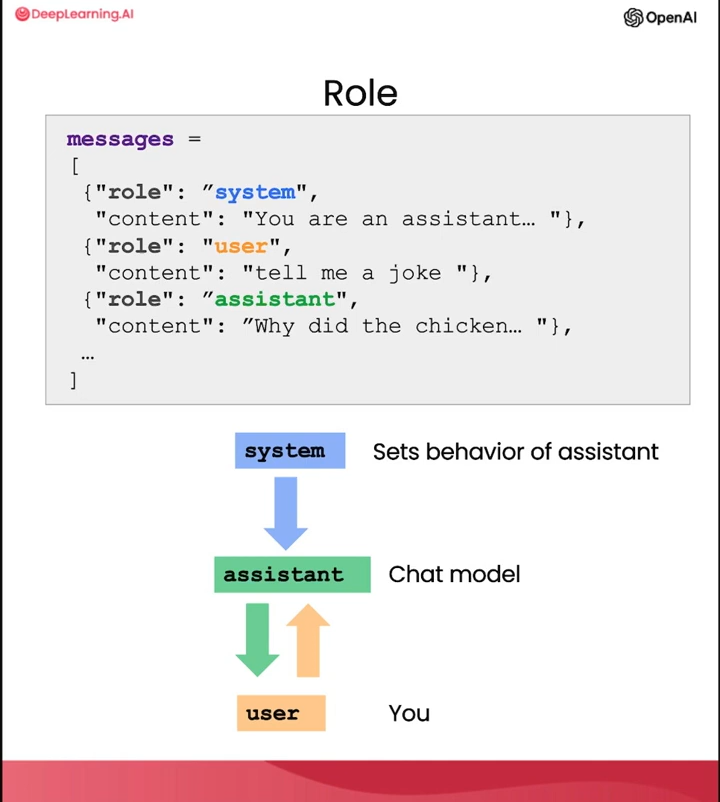 DeepLearning.AI
OpenAI
Role
messages =
[
{"role": ”system",
"content": "You are an assistant… "},
{"role": "user",
"content": "tell me a joke "},
{"role": ”assistant",
"content": ”Why did the chicken… "},
…
]
system Sets behavior of assistant
assistant Chat model
user You